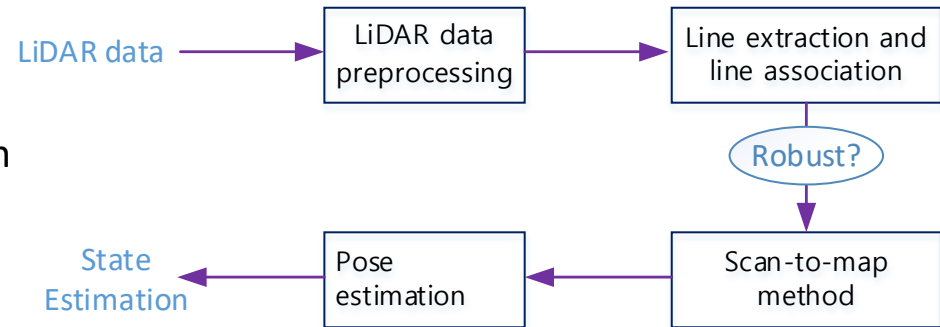 LiDAR data
LiDAR data
preprocessing
Line extraction and
line association
n
Robust?
State
Estimation
Pose
estimation
Scan-to-map
method